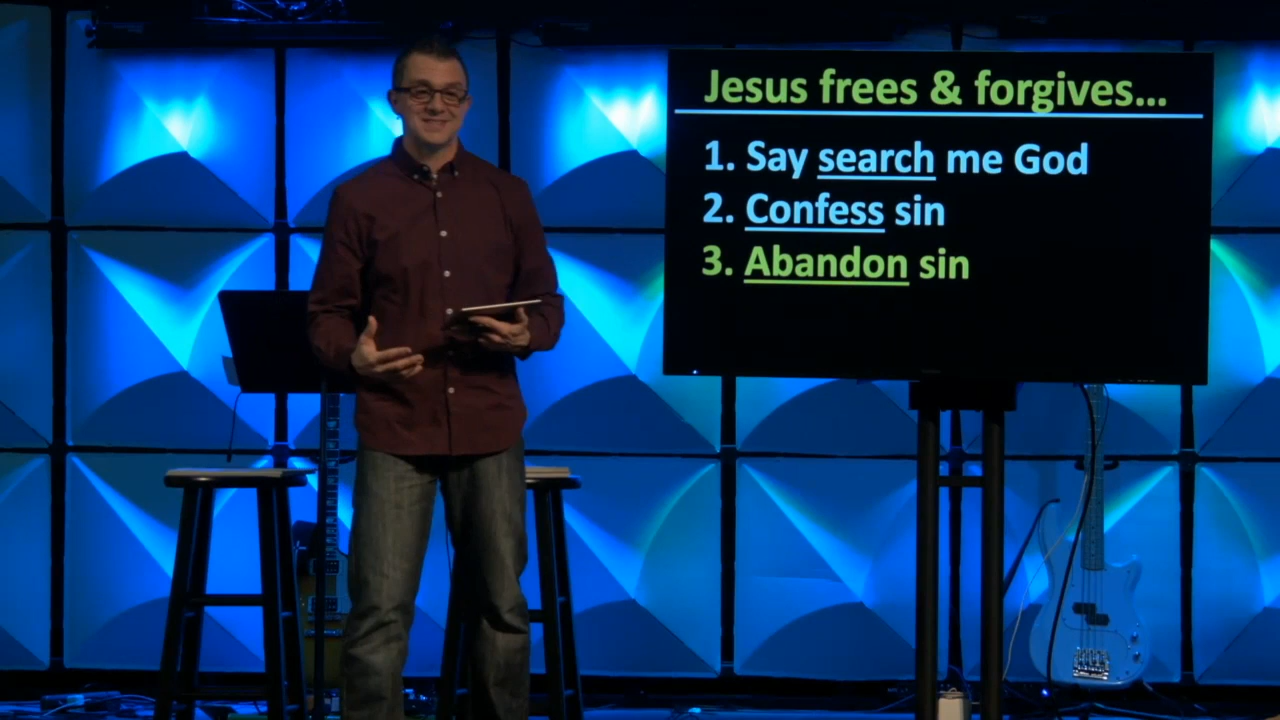 Jesus frees & forgives...
1. Say search me God
2. Confess sin
3. Abandon sin